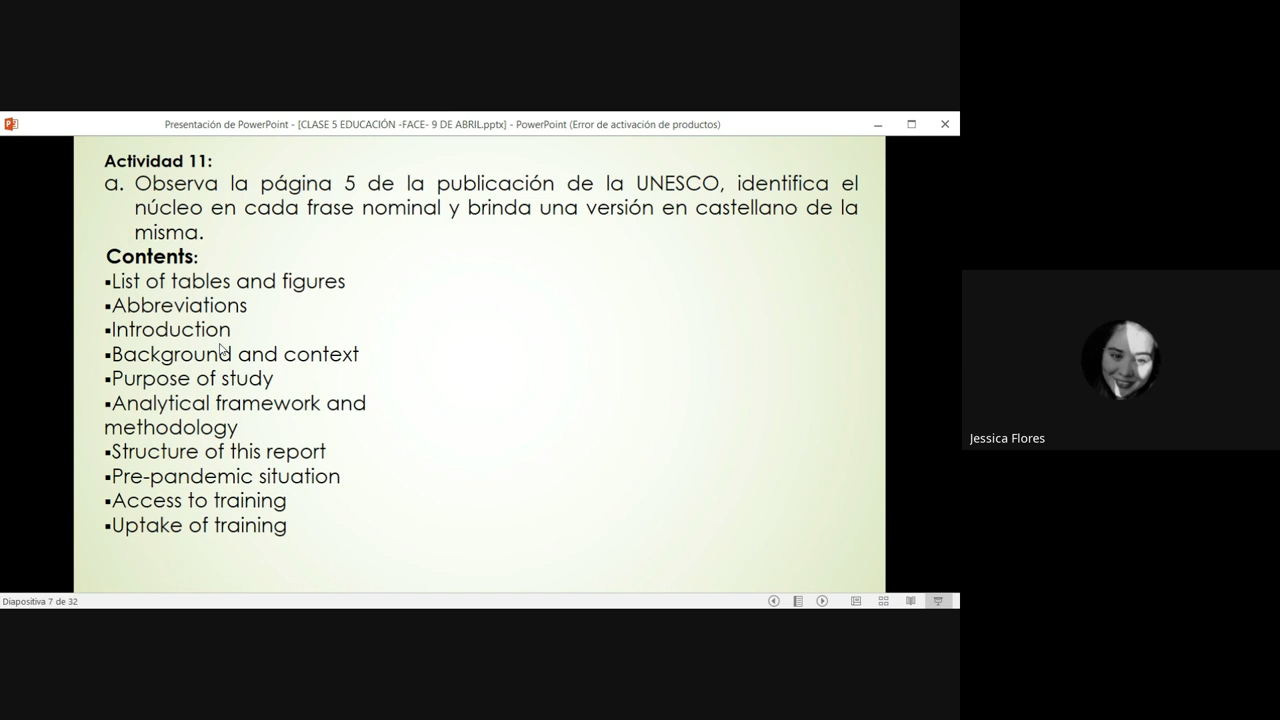 Presentación de PowerPoint - [CLASE 5 EDUCACIÓN -FACE- 9 DE ABRIL.pptx] - PowerPoint (Error de activación de productos)
Actividad 11:
a. Observa la página 5 de la publicación de la UNESCO, identifica el
núcleo en cada frase nominal y brinda una versión en castellano de la
misma.
Contents:
▪List of tables and figures
▪Abbreviations
▪Introduction
▪Background and context
▪Purpose of study
▪Analytical framework and
methodology
▪Structure of this report
▪Pre-pandemic situation
▪Access to training
▪Uptake of training
Jessica Flores
Diapositiva 7 de 32